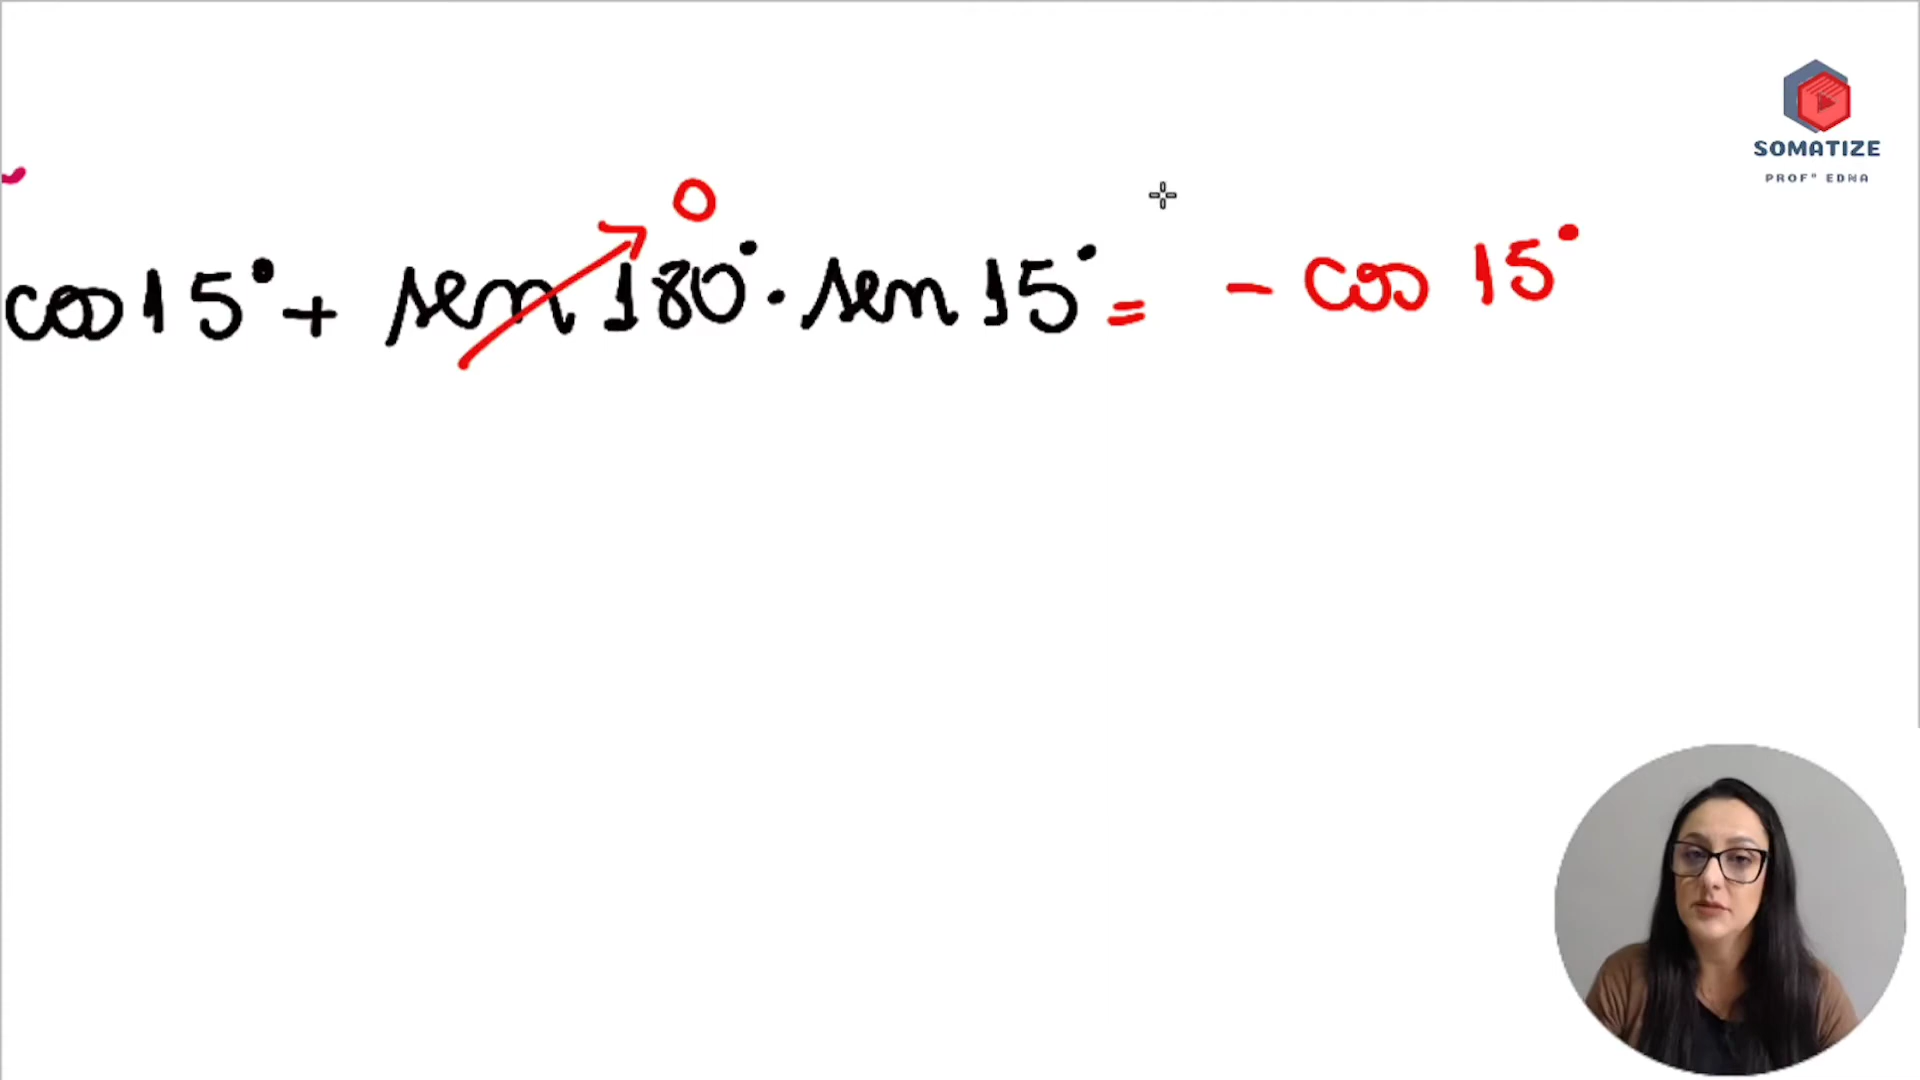 SOMATIZE
PROFª EDNA
0
cos 15° + sen 180° · sen 15° = - cos 15°